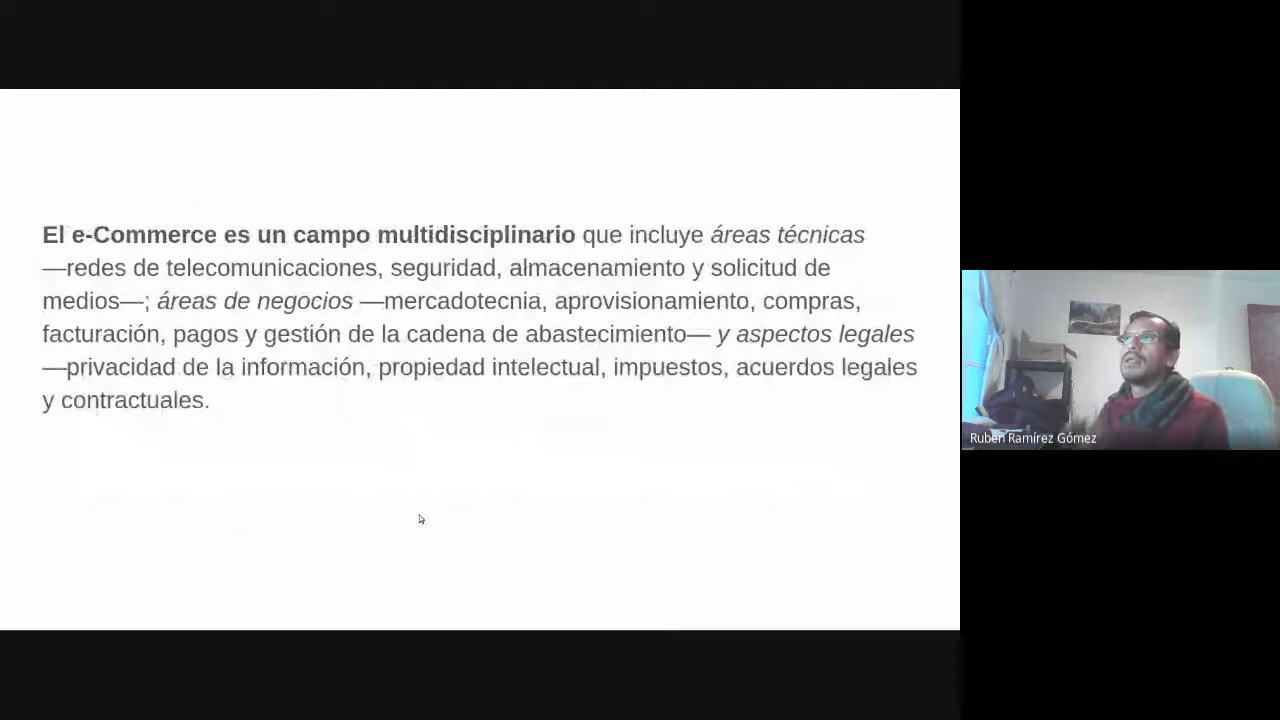 El e-Commerce es un campo multidisciplinario que incluye áreas técnicas
—redes de telecomunicaciones, seguridad, almacenamiento y solicitud de
medios—; áreas de negocios —mercadotecnia, aprovisionamiento, compras,
facturación, pagos y gestión de la cadena de abastecimiento— y aspectos legales
—privacidad de la información, propiedad intelectual, impuestos, acuerdos legales
y contractuales.
Rubén Ramírez Gómez